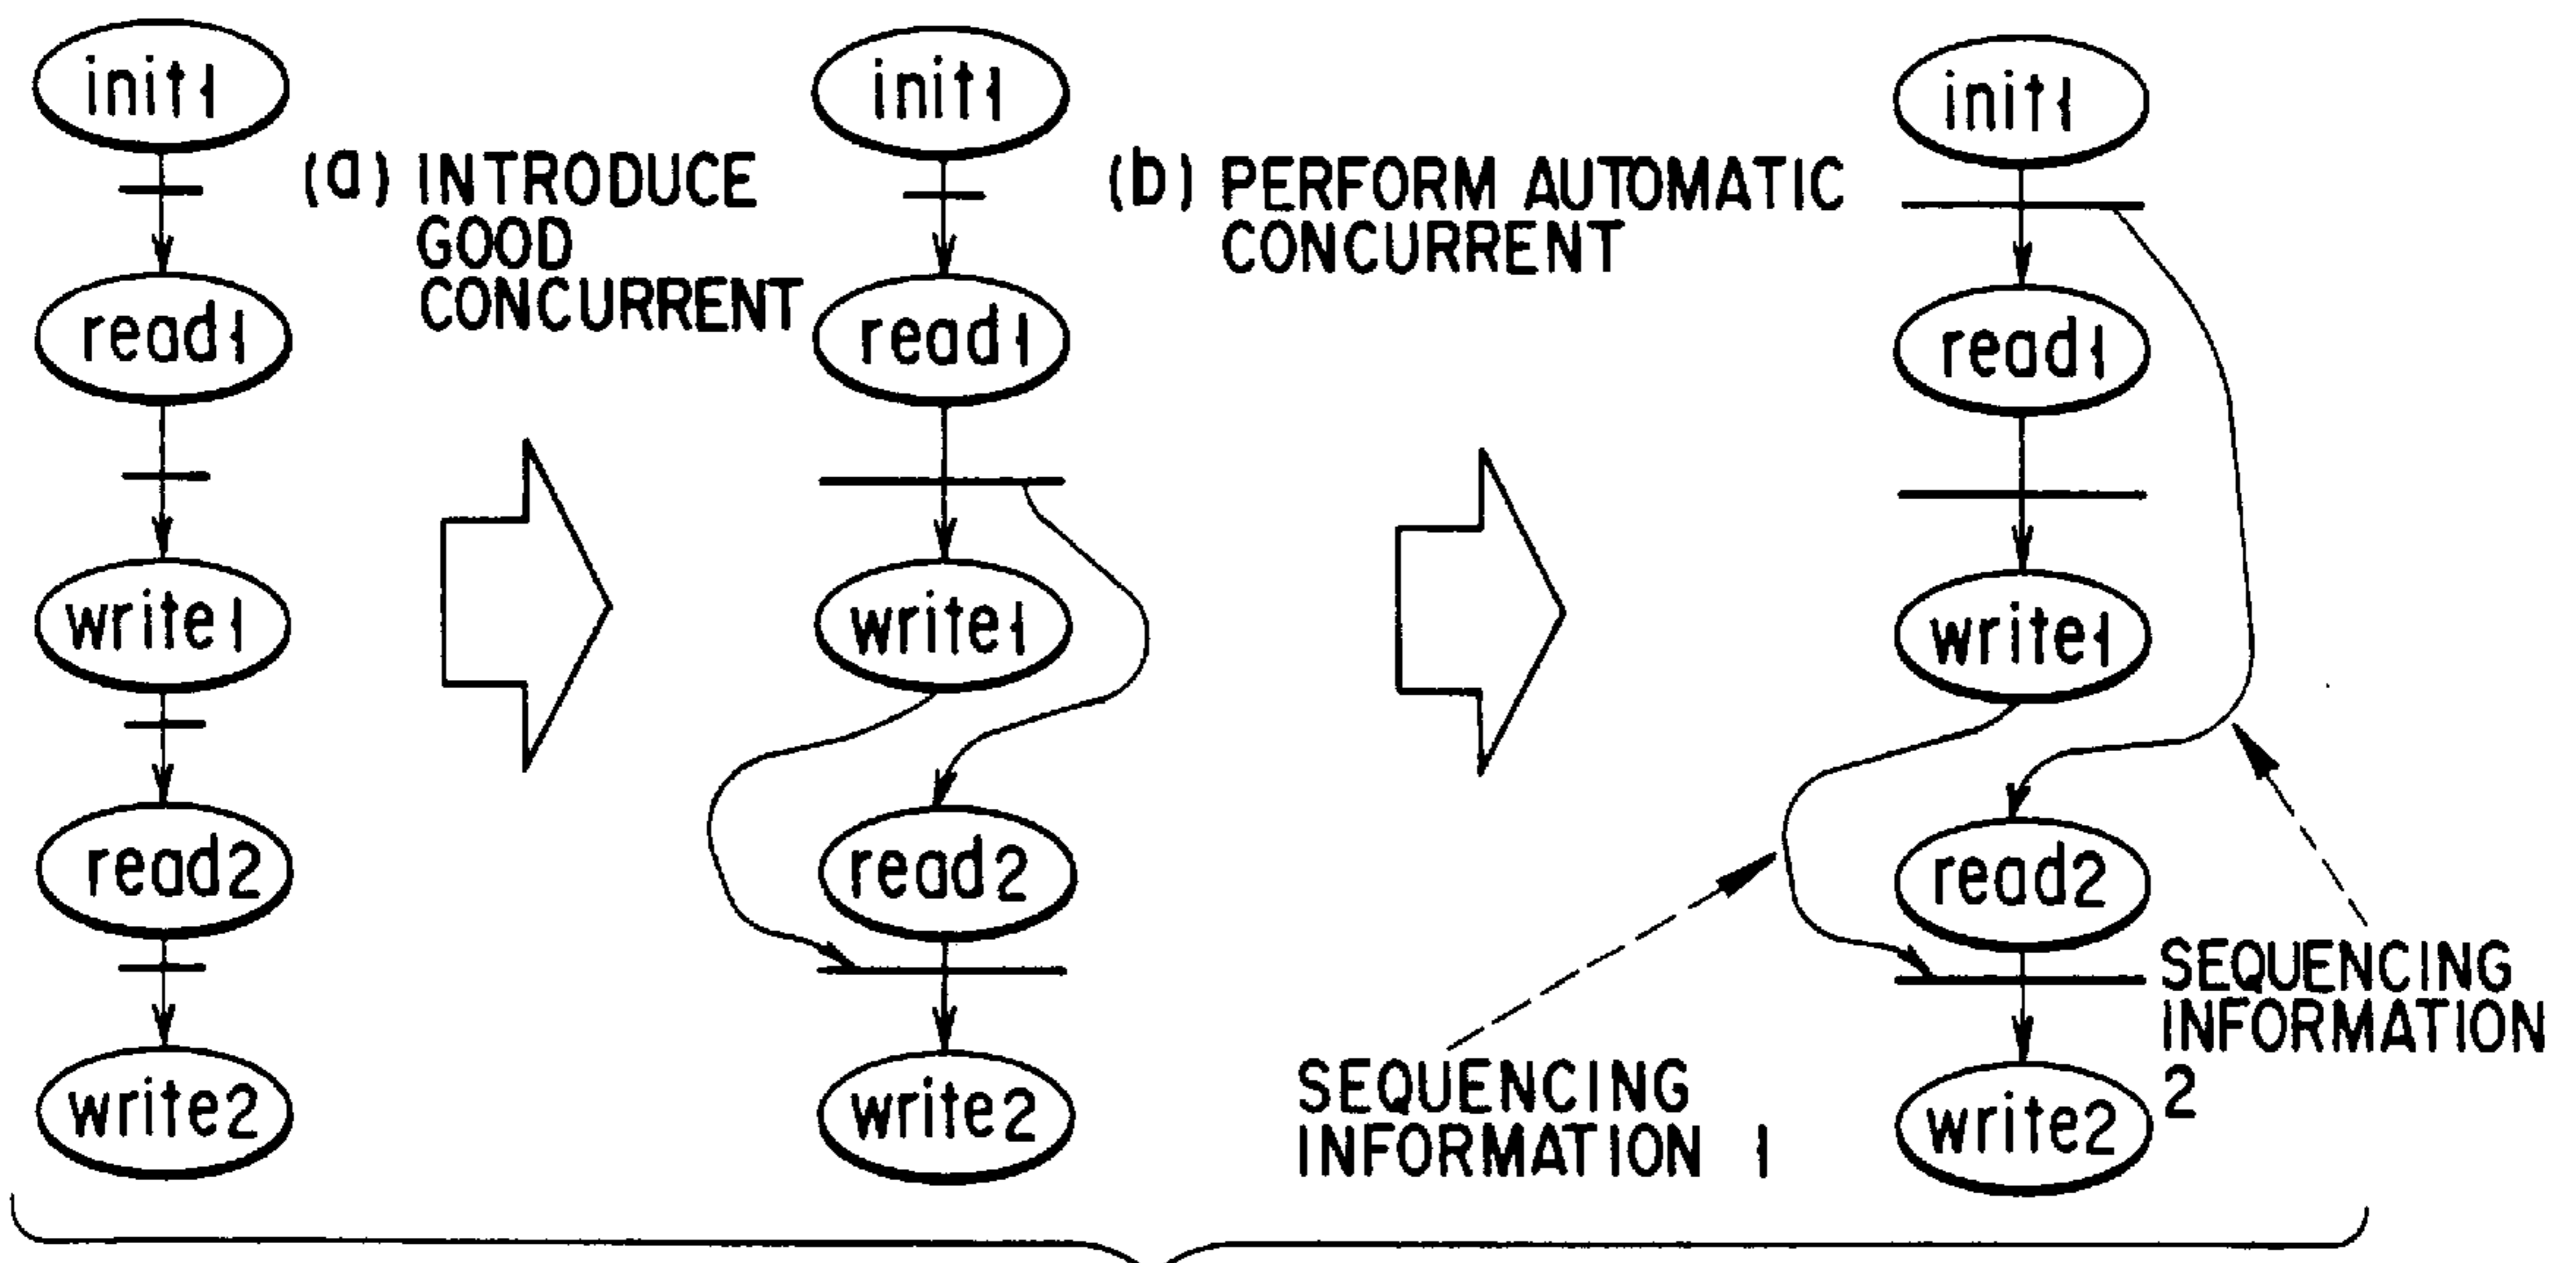 init1
read1
write1
read2
write2
(a) INTRODUCE
GOOD
CONCURRENT
init1
read1
write1
read2
write2
(b) PERFORM AUTOMATIC
CONCURRENT
init1
read1
write1
read2
write2
SEQUENCING
INFORMATION 1
SEQUENCING
INFORMATION
2